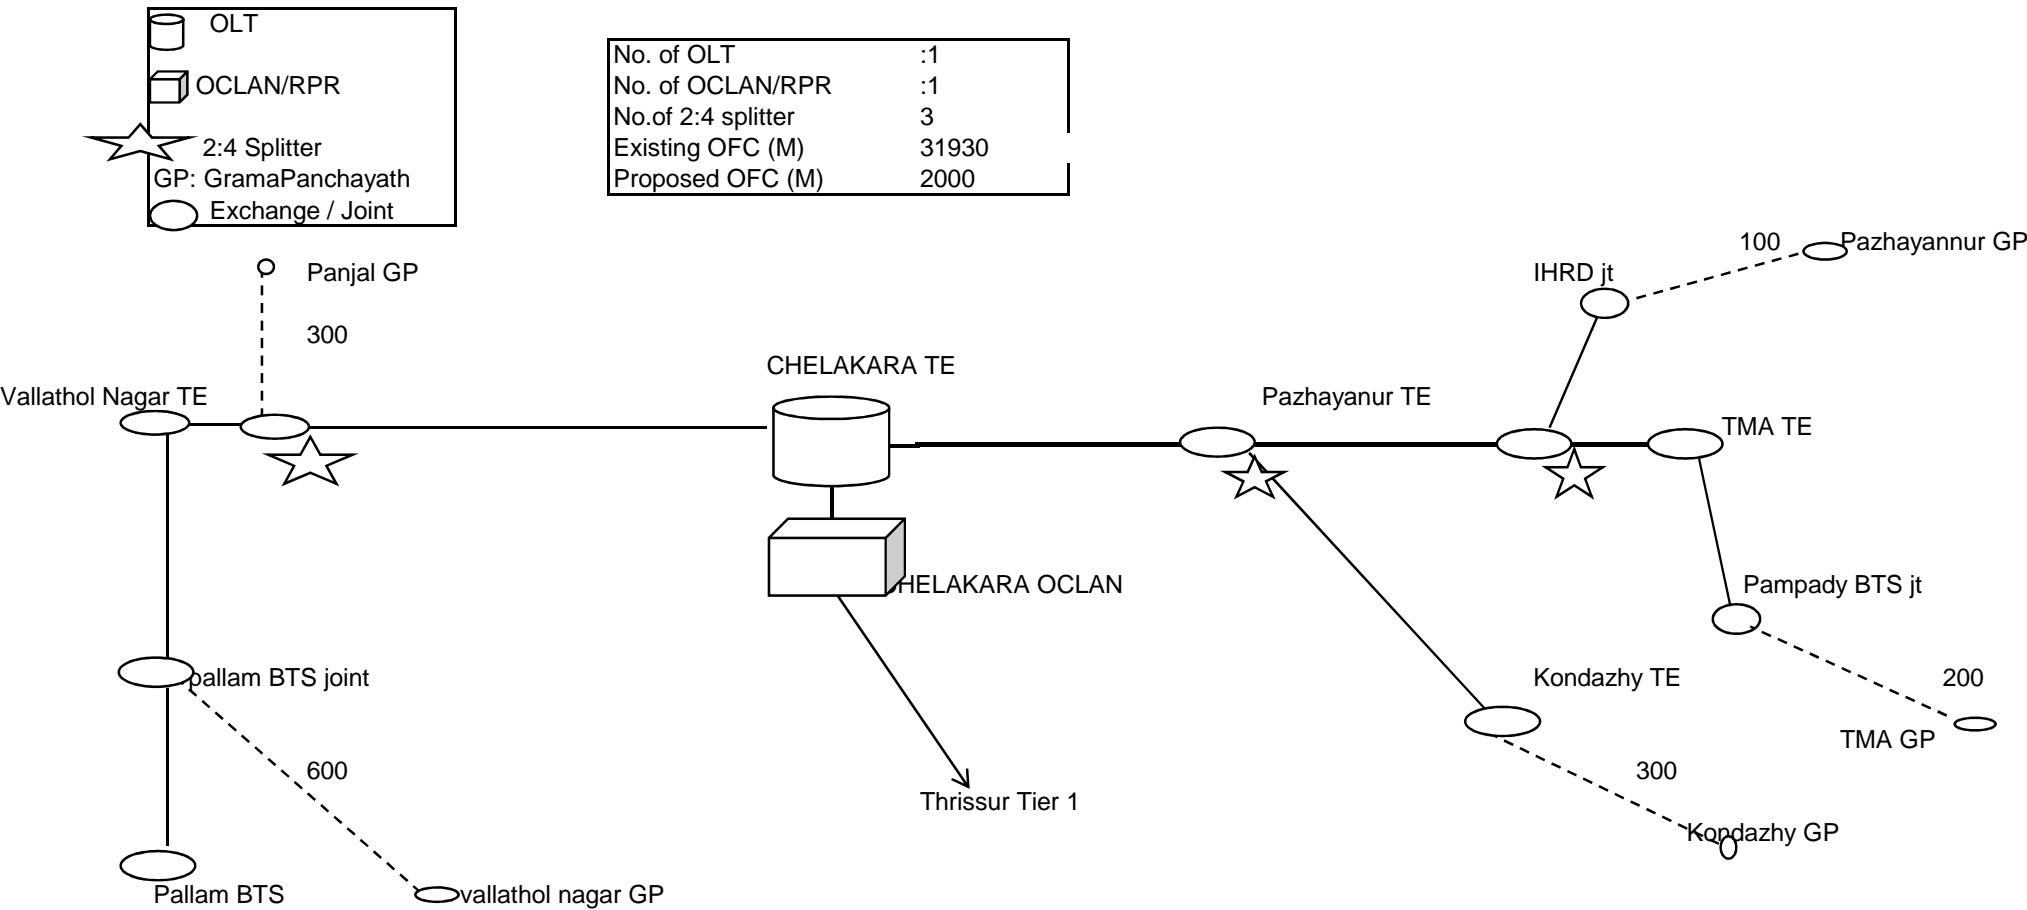 OLT
OCLAN/RPR
2:4 Splitter
GP: GramaPanchayath
Exchange / Joint
No. of OLT :1
No. of OCLAN/RPR :1
No.of 2:4 splitter 3
Existing OFC (M) 31930
Proposed OFC (M) 2000
Panjal GP
300
100
Pazhayannur GP
IHRD jt
CHELAKARA TE
Vallathol Nagar TE
Pazhayanur TE
TMA TE
HELAKARA OCLAN
Pampady BTS jt
pallam BTS joint
Kondazhy TE
200
TMA GP
600
300
Thrissur Tier 1
Kondazhy GP
Pallam BTS
vallathol nagar GP